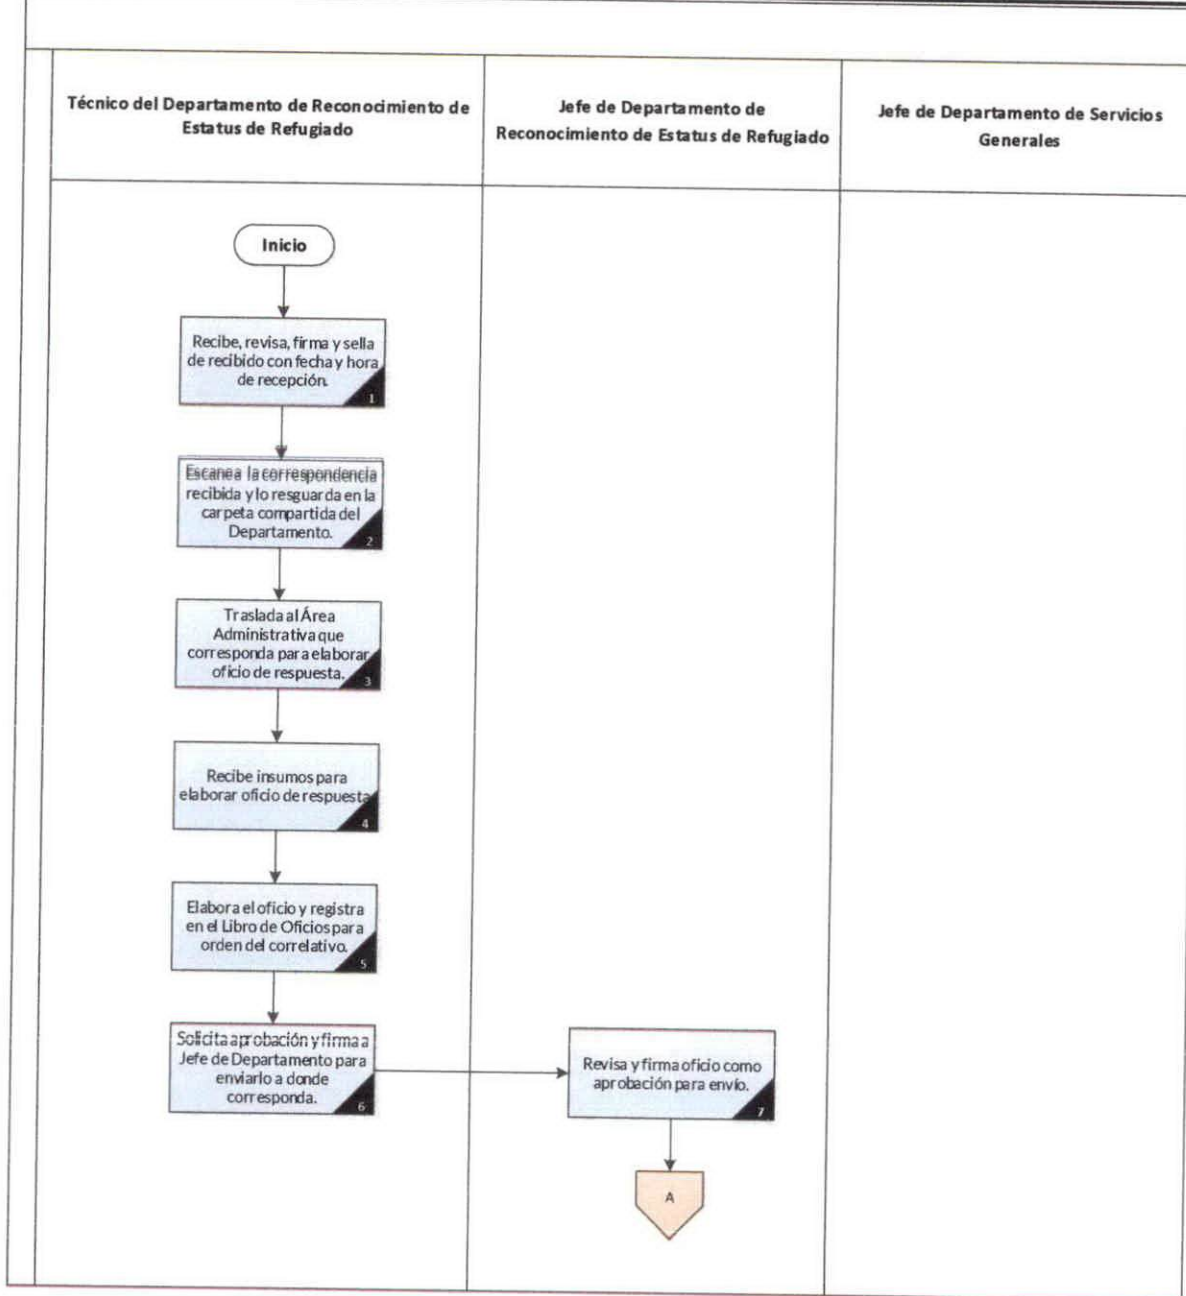 Técnico del Departamento de Reconocimiento de
Estatus de Refugiado
Jefe de Departamento de
Reconocimiento de Estatus de Refugiado
Jefe de Departamento de Servicios
Generales
Inicio
Recibe, revisa, firma y sella
de recibido con fecha y hora
de recepción.
1
Escanea la correspondencia
recibida y lo resguarda en la
carpeta compartida del
Departamento.
2
Traslada al Área
Administrativa que
corresponda para elaborar
oficio de respuesta.
3
Recibe insumos para
elaborar oficio de respuesta
4
Elabora el oficio y registra
en el Libro de Oficios para
orden del correlativo.
5
Solicita aprobación y firma a
Jefe de Departamento para
enviarlo a donde
corresponda.
6
Revisa y firma oficio como
aprobación para envío.
7
A